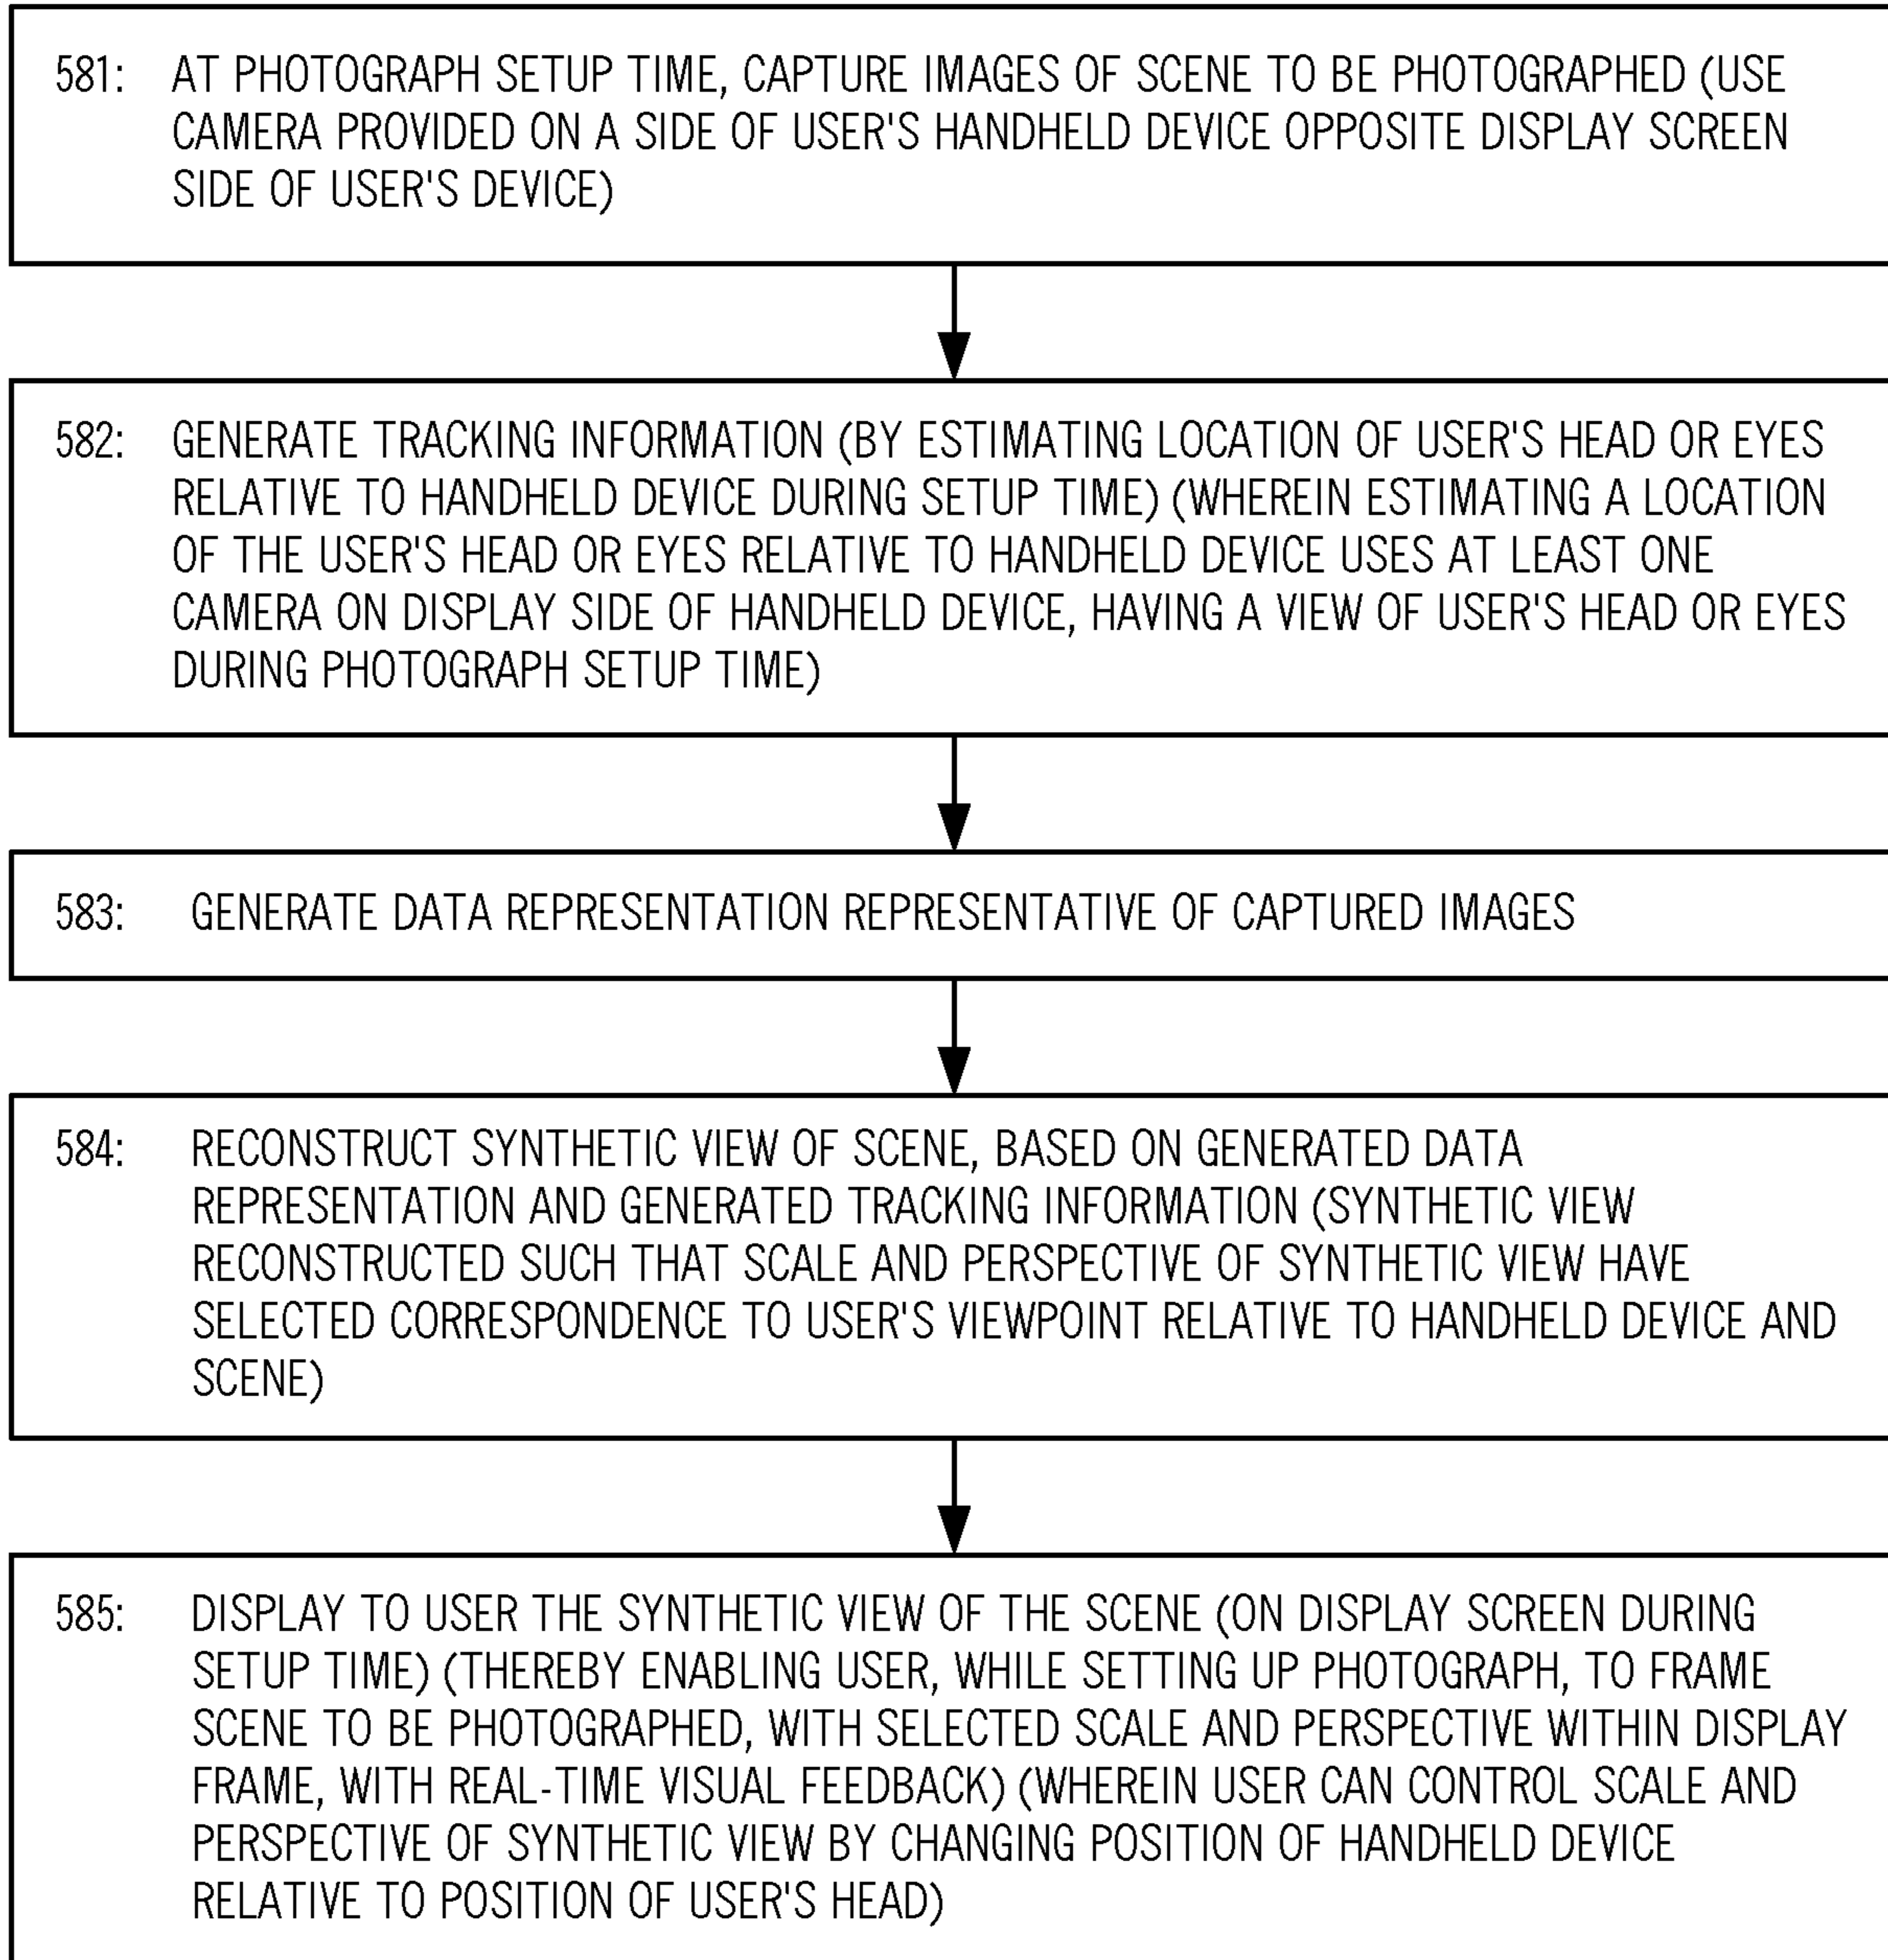 581: AT PHOTOGRAPH SETUP TIME, CAPTURE IMAGES OF SCENE TO BE PHOTOGRAPHED (USE
CAMERA PROVIDED ON A SIDE OF USER'S HANDHELD DEVICE OPPOSITE DISPLAY SCREEN
SIDE OF USER'S DEVICE)
582: GENERATE TRACKING INFORMATION (BY ESTIMATING LOCATION OF USER'S HEAD OR EYES
RELATIVE TO HANDHELD DEVICE DURING SETUP TIME) (WHEREIN ESTIMATING A LOCATION
OF THE USER'S HEAD OR EYES RELATIVE TO HANDHELD DEVICE USES AT LEAST ONE
CAMERA ON DISPLAY SIDE OF HANDHELD DEVICE, HAVING A VIEW OF USER'S HEAD OR EYES
DURING PHOTOGRAPH SETUP TIME)
583: GENERATE DATA REPRESENTATION REPRESENTATIVE OF CAPTURED IMAGES
584: RECONSTRUCT SYNTHETIC VIEW OF SCENE, BASED ON GENERATED DATA
REPRESENTATION AND GENERATED TRACKING INFORMATION (SYNTHETIC VIEW
RECONSTRUCTED SUCH THAT SCALE AND PERSPECTIVE OF SYNTHETIC VIEW HAVE
SELECTED CORRESPONDENCE TO USER'S VIEWPOINT RELATIVE TO HANDHELD DEVICE AND
SCENE)
585: DISPLAY TO USER THE SYNTHETIC VIEW OF THE SCENE (ON DISPLAY SCREEN DURING
SETUP TIME) (THEREBY ENABLING USER, WHILE SETTING UP PHOTOGRAPH, TO FRAME
SCENE TO BE PHOTOGRAPHED, WITH SELECTED SCALE AND PERSPECTIVE WITHIN DISPLAY
FRAME, WITH REAL-TIME VISUAL FEEDBACK) (WHEREIN USER CAN CONTROL SCALE AND
PERSPECTIVE OF SYNTHETIC VIEW BY CHANGING POSITION OF HANDHELD DEVICE
RELATIVE TO POSITION OF USER'S HEAD)